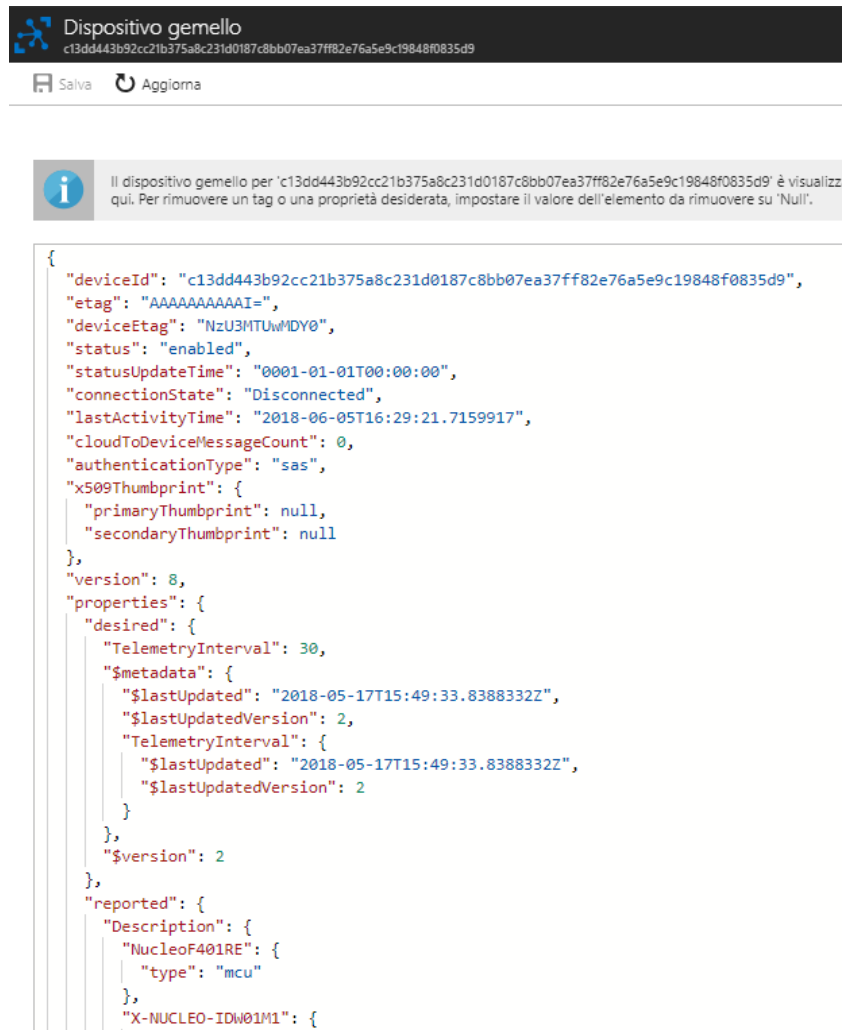 Dispositivo gemello
c13dd443b92cc21b375a8c231d0187c8bb07ea37ff82e76a5e9c19848f0835d9
Salva Aggiorna
Il dispositivo gemello per 'c13dd443b92cc21b375a8c231d0187c8bb07ea37ff82e76a5e9c19848f0835d9' è visualizz
qui. Per rimuovere un tag o una proprietà desiderata, impostare il valore dell'elemento da rimuovere su 'Null'.
{
"deviceId": "c13dd443b92cc21b375a8c231d0187c8bb07ea37ff82e76a5e9c19848f0835d9",
"etag": "AAAAAAAAAAI=",
"deviceEtag": "NzU3MTUwMDY0",
"status": "enabled",
"statusUpdateTime": "0001-01-01T00:00:00",
"connectionState": "Disconnected",
"lastActivityTime": "2018-06-05T16:29:21.7159917",
"cloudToDeviceMessageCount": 0,
"authenticationType": "sas",
"x509Thumbprint": {
"primaryThumbprint": null,
"secondaryThumbprint": null
},
"version": 8,
"properties": {
"desired": {
"TelemetryInterval": 30,
"$metadata": {
"$lastUpdated": "2018-05-17T15:49:33.8388332Z",
"$lastUpdatedVersion": 2,
"TelemetryInterval": {
"$lastUpdated": "2018-05-17T15:49:33.8388332Z",
"$lastUpdatedVersion": 2
}
},
"$version": 2
},
"reported": {
"Description": {
"NucleoF401RE": {
"type": "mcu"
},
"X-NUCLEO-IDW01M1": {